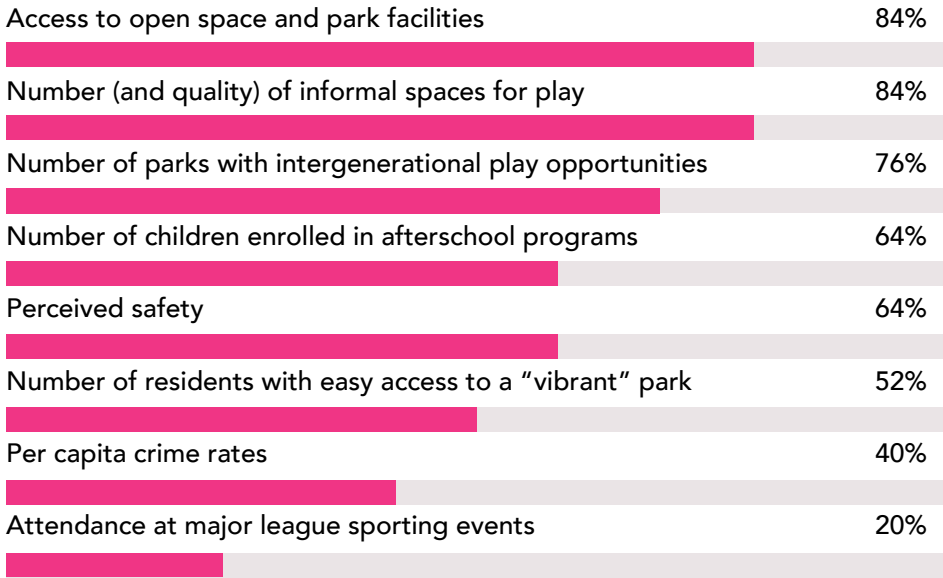 Access to open space and park facilities 84%
Number (and quality) of informal spaces for play 84%
Number of parks with intergenerational play opportunities 76%
Number of children enrolled in afterschool programs 64%
Perceived safety 64%
Number of residents with easy access to a “vibrant” park 52%
Per capita crime rates 40%
Attendance at major league sporting events 20%